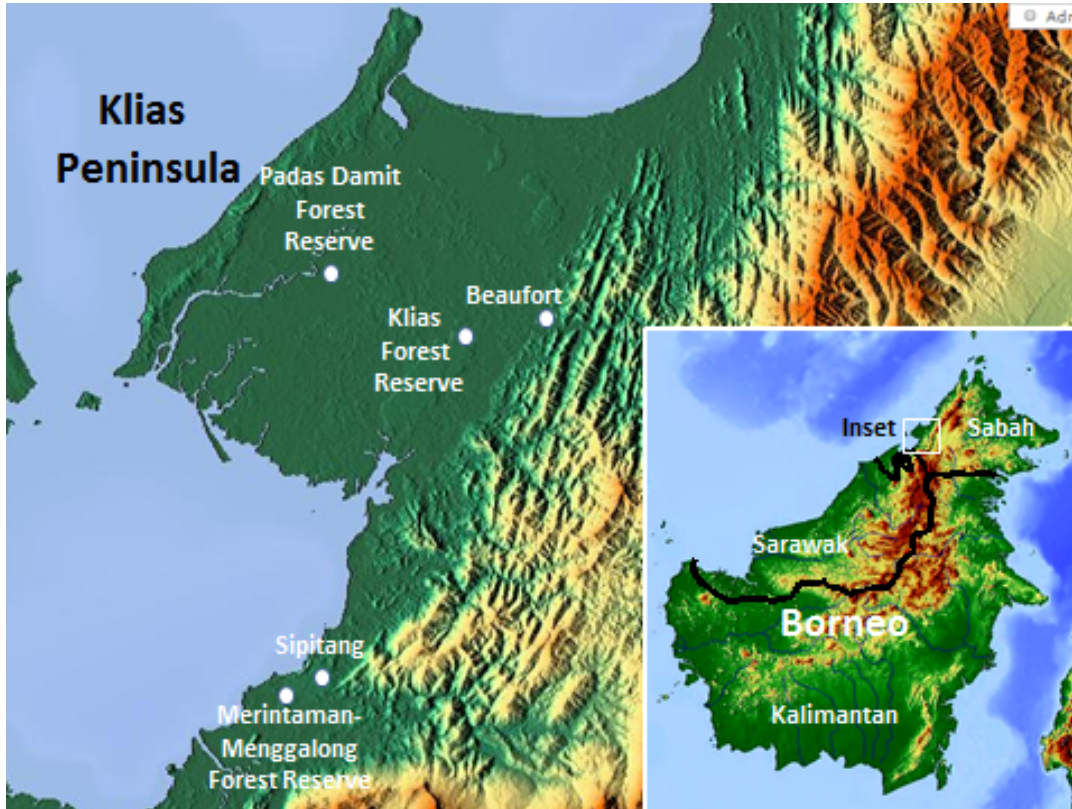 Adr
Klias
Peninsula
Padas Damit
Forest
Reserve
Beaufort
Klias
Forest
Reserve
Inset
Sabah
Sarawak
Borneo
Kalimantan
Sipitang
Merintaman-
Menggalong
Forest Reserve